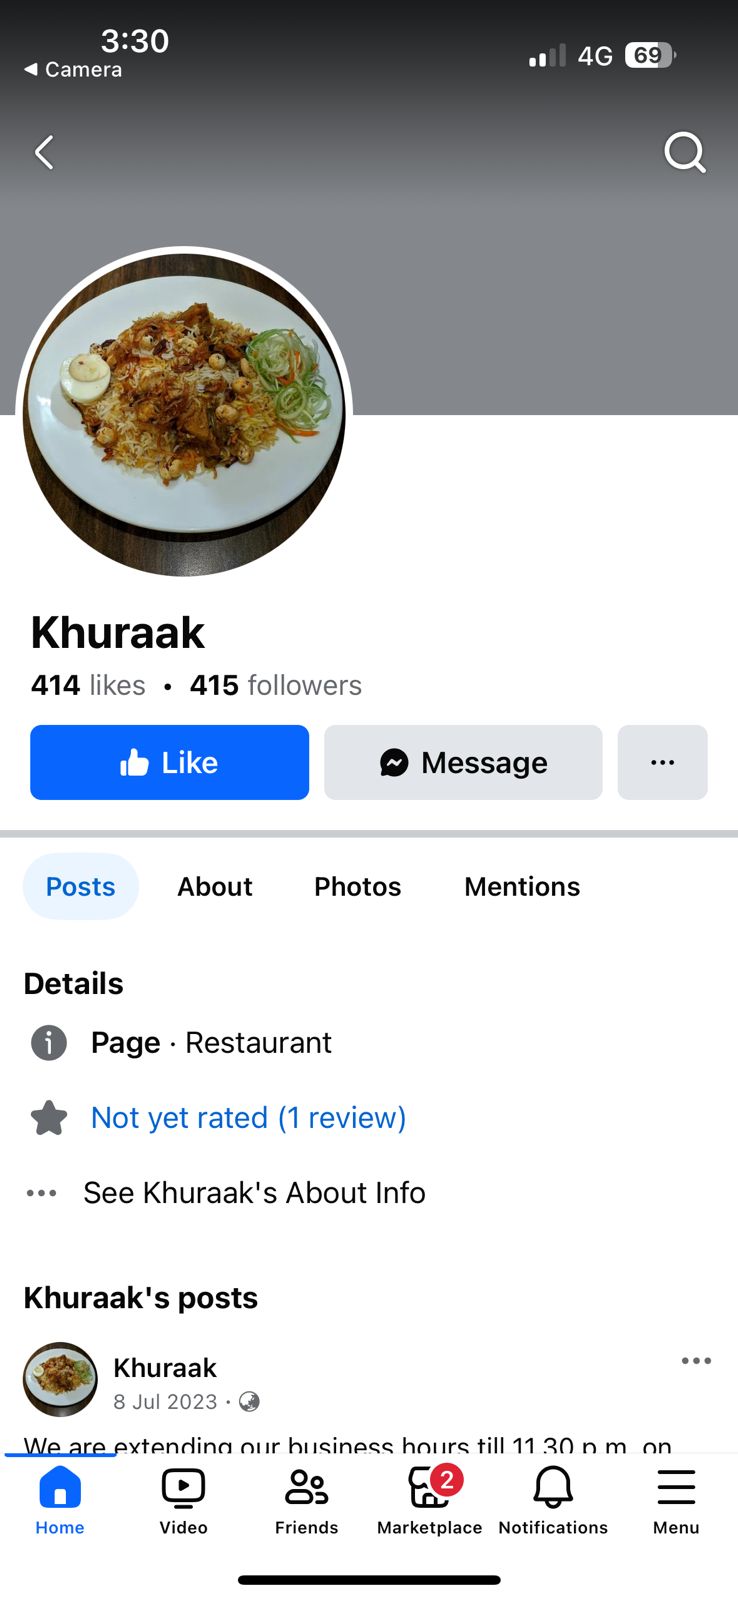 3:30
4G 69
◀ Camera
Khuraak
414 likes • 415 followers
Like
Message
...
Posts About Photos Mentions
Details
Page · Restaurant
Not yet rated (1 review)
... See Khuraak's About Info
Khuraak's posts
Khuraak
...
8 Jul 2023 ·
We are extending our business hours till 11.30 p.m. on
2
Home Video Friends Marketplace Notifications Menu